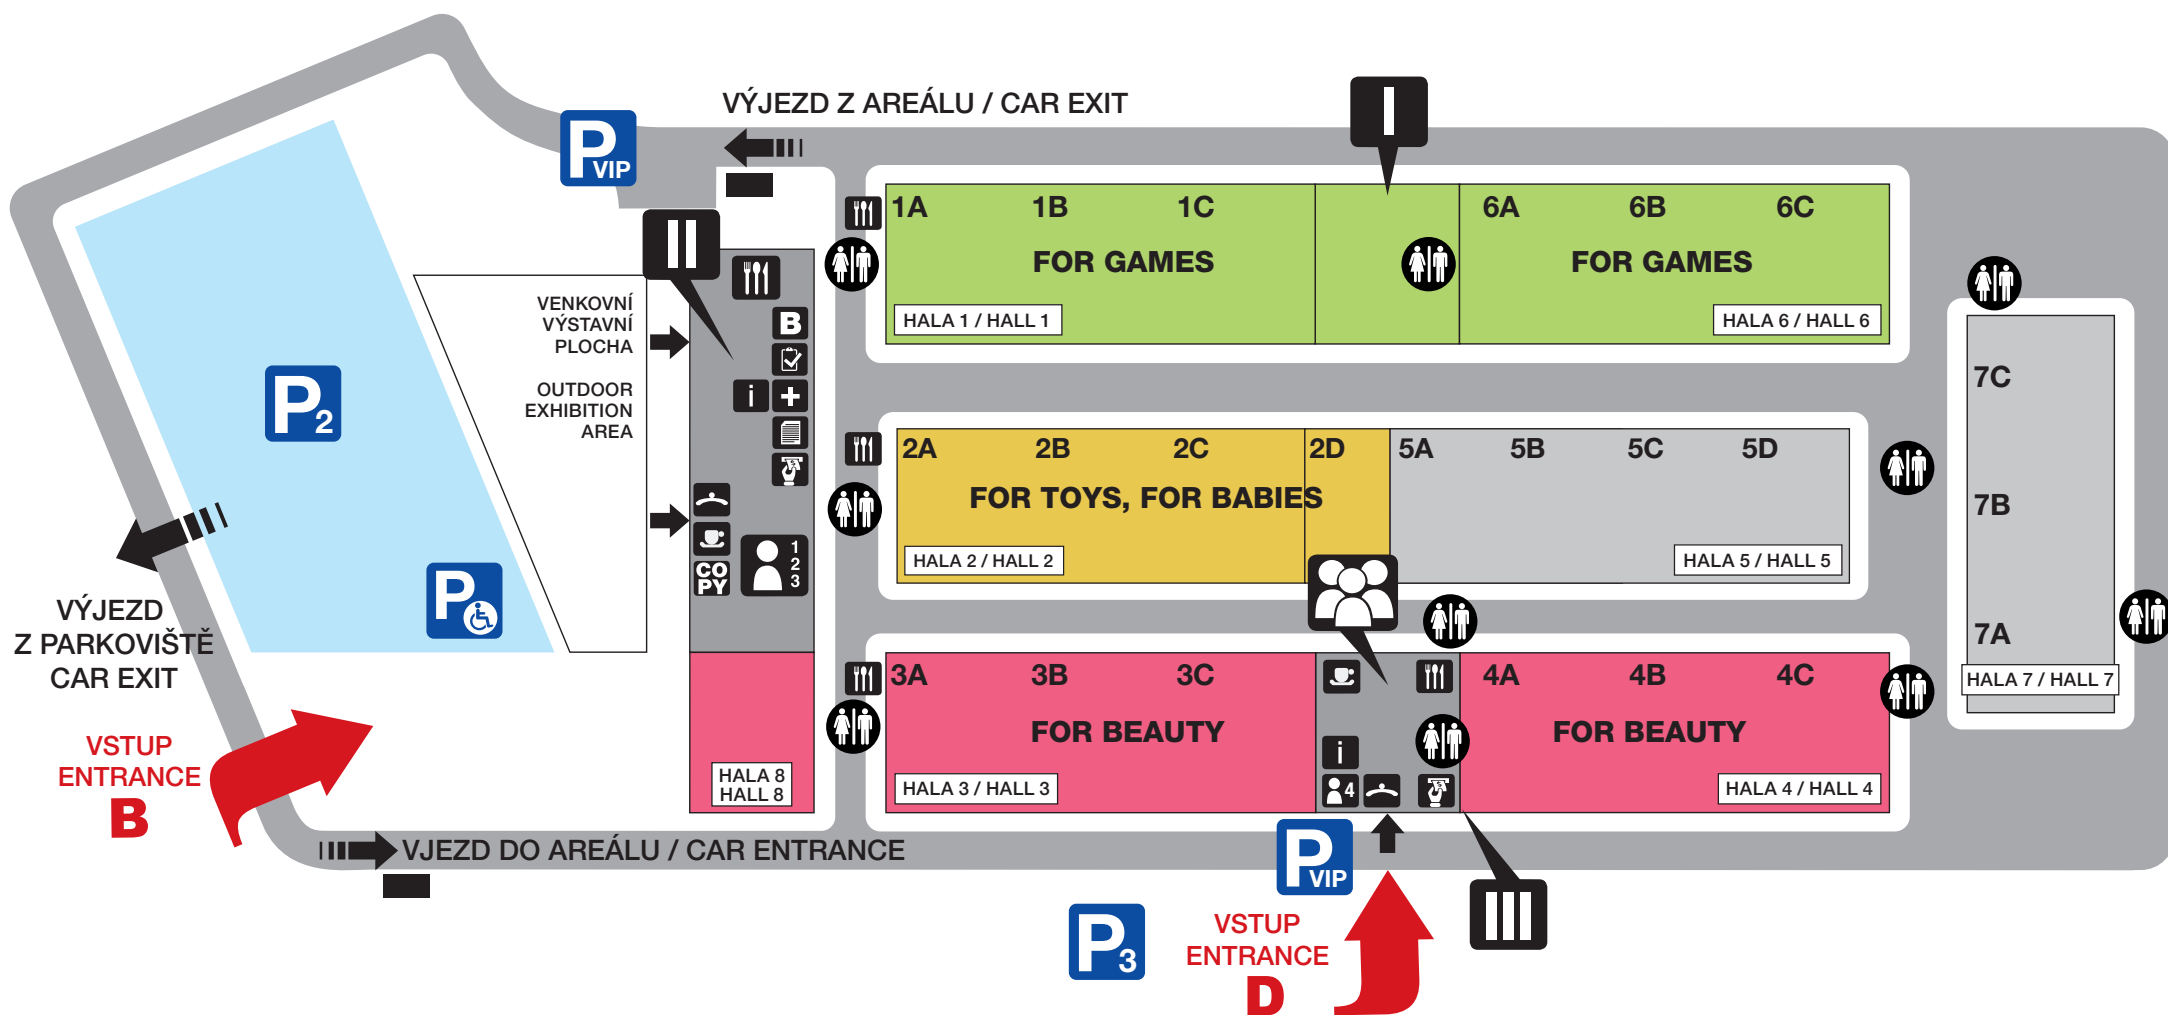 VÝJEZD Z AREÁLU / CAR EXIT
I
P
VIP
II
1A 1B 1C
FOR GAMES
HALA 1 / HALL 1
6A 6B 6C
FOR GAMES
HALA 6 / HALL 6
VENKOVNÍ
VÝSTAVNÍ
PLOCHA
OUTDOOR
EXHIBITION
AREA
B
i
1
2
3
CO
PY
P2
P
2A 2B 2C 2D
FOR TOYS, FOR BABIES
HALA 2 / HALL 2
5A 5B 5C 5D
HALA 5 / HALL 5
7C
7B
7A
HALA 7 / HALL 7
VÝJEZD
Z PARKOVIŠTĚ
CAR EXIT
VSTUP
ENTRANCE
B
HALA 8
HALL 8
3A 3B 3C
FOR BEAUTY
HALA 3 / HALL 3
i
4
4A 4B 4C
FOR BEAUTY
HALA 4 / HALL 4
VJEZD DO AREÁLU / CAR ENTRANCE
P
VIP
P3
VSTUP
ENTRANCE
D
III